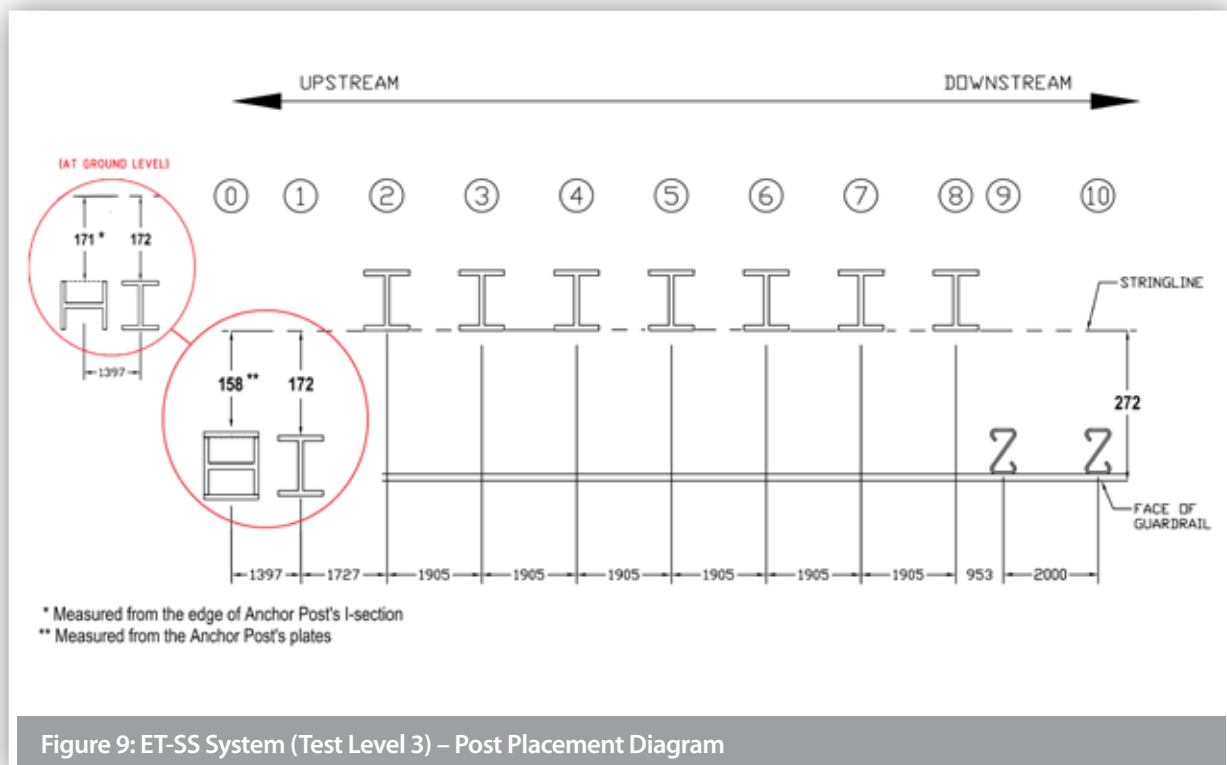 UPSTREAM
DOWNSTREAM
(AT GROUND LEVEL)
0 1 2 3 4 5 6 7 8 9 10
171 * 172
1397
STRINGLINE
158 ** 172
272
FACE OF
GUARDRAIL
1397 1727 1905 1905 1905 1905 1905 1905 953 2000
* Measured from the edge of Anchor Post's I-section
** Measured from the Anchor Post's plates
Figure 9: ET-SS System (Test Level 3) – Post Placement Diagram